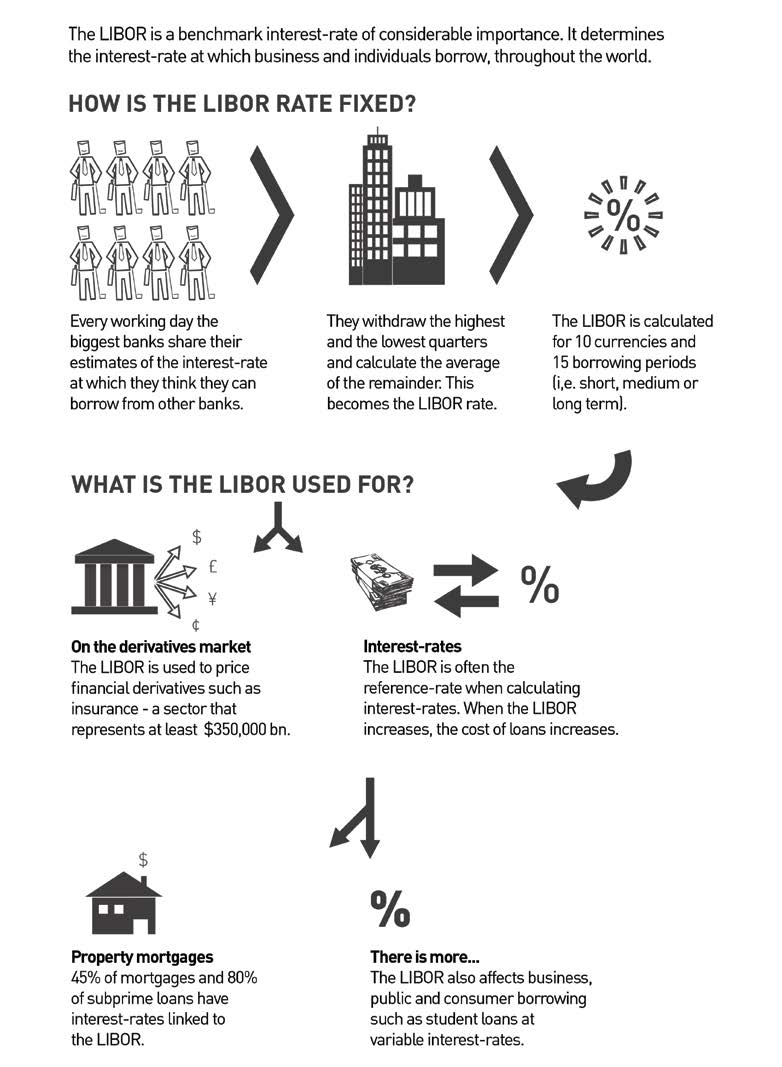 The LIBOR is a benchmark interest-rate of considerable importance. It determines
the interest-rate at which business and individuals borrow, throughout the world.
HOW IS THE LIBOR RATE FIXED?
%
Every working day the
biggest banks share their
estimates of the interest-rate
at which they think they can
borrow from other banks.
They withdraw the highest
and the lowest quarters
and calculate the average
of the remainder. This
becomes the LIBOR rate.
The LIBOR is calculated
for 10 currencies and
15 borrowing periods
(i,e. short, medium or
long term).
WHAT IS THE LIBOR USED FOR?
$
£
¥
¢
%
On the derivatives market
The LIBOR is used to price
financial derivatives such as
insurance - a sector that
represents at least $350,000 bn.
Interest-rates
The LIBOR is often the
reference-rate when calculating
interest-rates. When the LIBOR
increases, the cost of loans increases.
$
%
Property mortgages
45% of mortgages and 80%
of subprime loans have
interest-rates linked to
the LIBOR.
There is more...
The LIBOR also affects business,
public and consumer borrowing
such as student loans at
variable interest-rates.